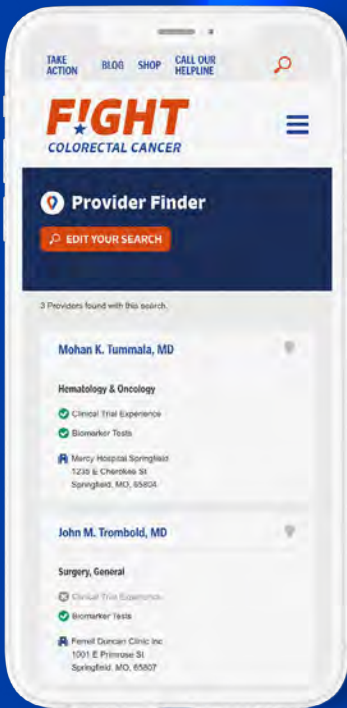 TAKE ACTION
BLOG
SHOP
CALL OUR HELPLINE
F!GHT
COLORECTAL CANCER
Provider Finder
EDIT YOUR SEARCH
3 Providers found with this search.
Mohan K. Tummala, MD
Hematology & Oncology
Clinical Trial Experience
Biomarker Tests
Mercy Hospital Springfield
1235 E Cherokee St
Springfield, MO, 65804
John M. Trombold, MD
Surgery, General
Clinical Trial Experience
Biomarker Tests
Ferrell Duncan Clinic Inc
1001 E Primrose St
Springfield, MO, 65807